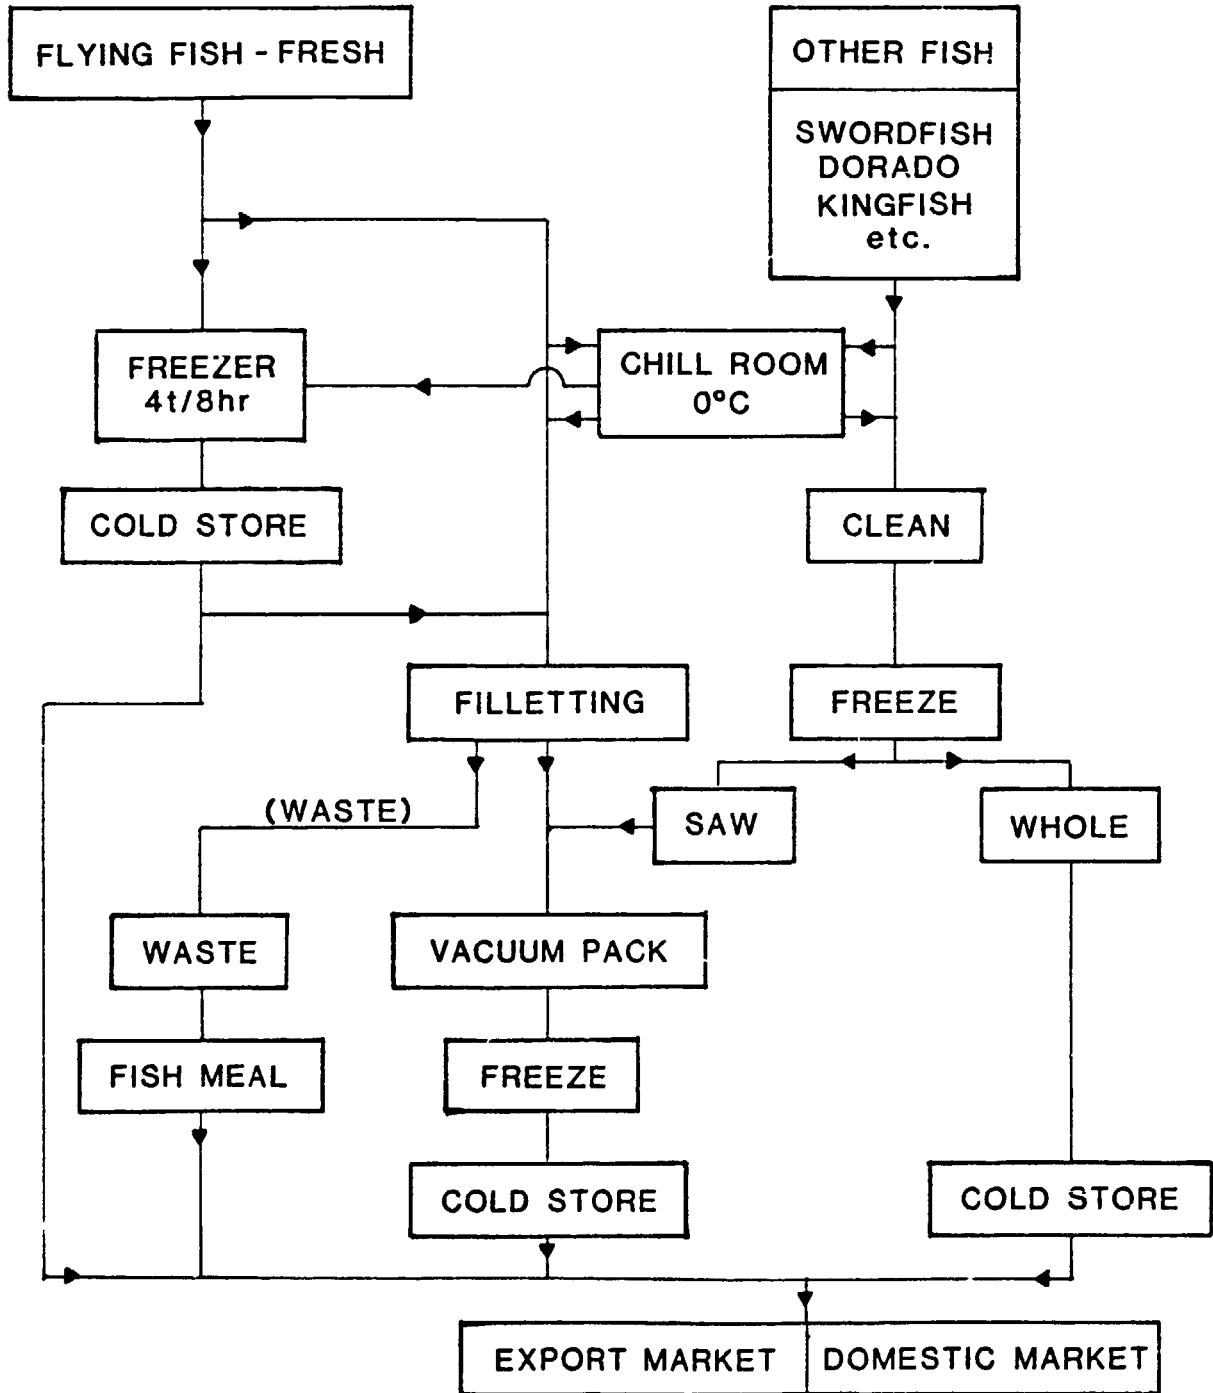 FLYING FISH - FRESH
OTHER FISH
SWORDFISH
DORADO
KINGFISH
etc.
FREEZER
4t/8hr
CHILL ROOM
0°C
COLD STORE
CLEAN
FILLETTING
FREEZE
(WASTE)
SAW
WHOLE
WASTE
VACUUM PACK
FISH MEAL
FREEZE
COLD STORE
COLD STORE
EXPORT MARKET
DOMESTIC MARKET